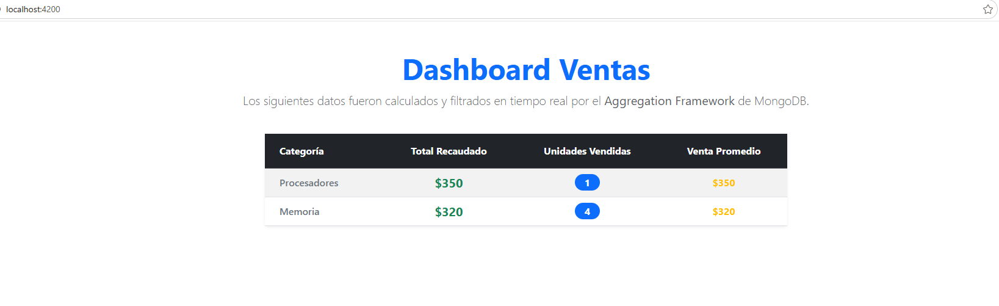 localhost:4200
Dashboard Ventas
Los siguientes datos fueron calculados y filtrados en tiempo real por el Aggregation Framework de MongoDB.
Categoría Total Recaudado Unidades Vendidas Venta Promedio
Procesadores $350 1 $350
Memoria $320 4 $320